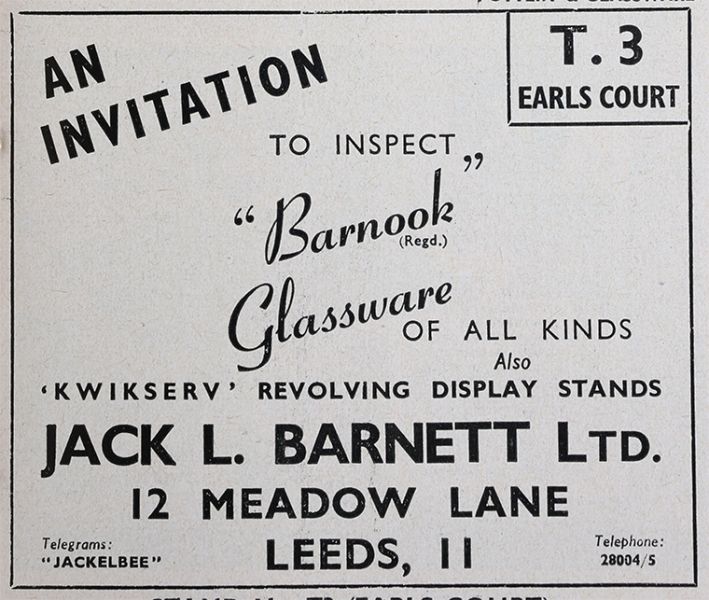 T. 3
EARLS COURT
AN
INVITATION
TO INSPECT
"Barnook"
(Regd.)
Glassware
OF ALL KINDS
Also
'KWIKSERV' REVOLVING DISPLAY STANDS
JACK L. BARNETT LTD.
12 MEADOW LANE
LEEDS, 11
Telegrams:
"JACKELBEE"
Telephone:
28004/5